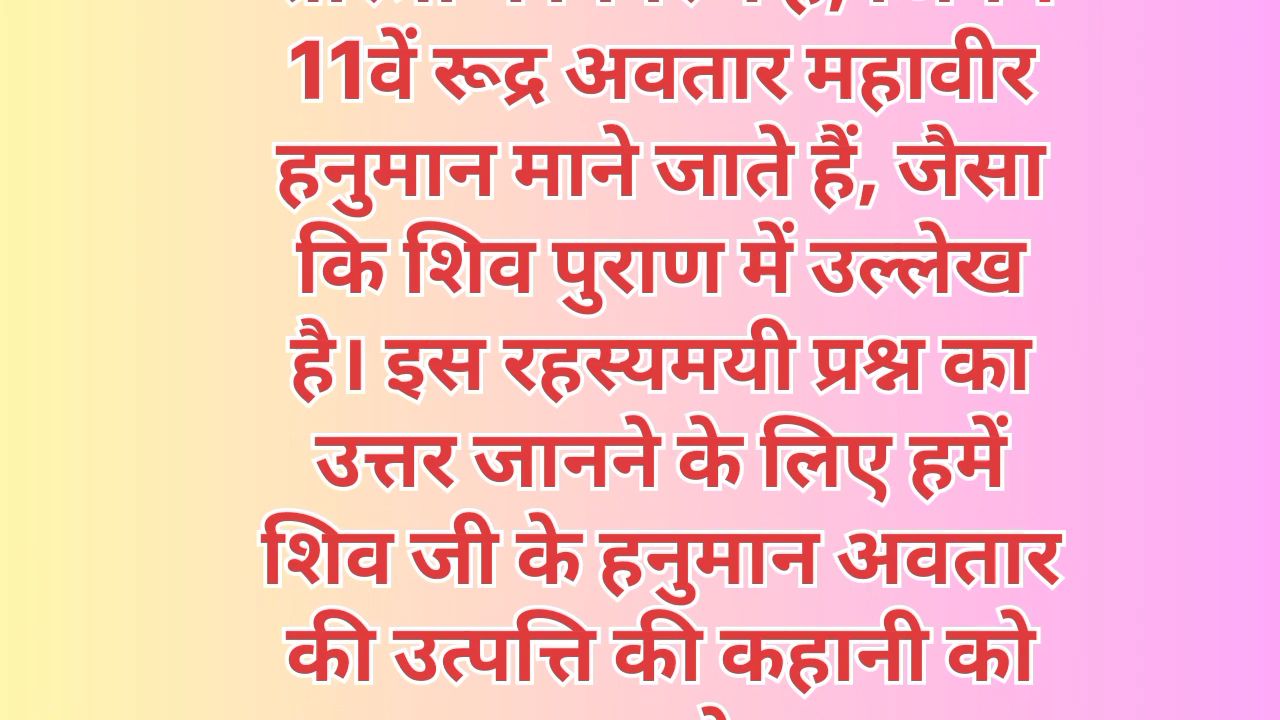 11वें रूद्र अवतार महावीर
हनुमान माने जाते हैं, जैसा
कि शिव पुराण में उल्लेख
है। इस रहस्यमयी प्रश्न का
उत्तर जानने के लिए हमें
शिव जी के हनुमान अवतार
की उत्पत्ति की कहानी को